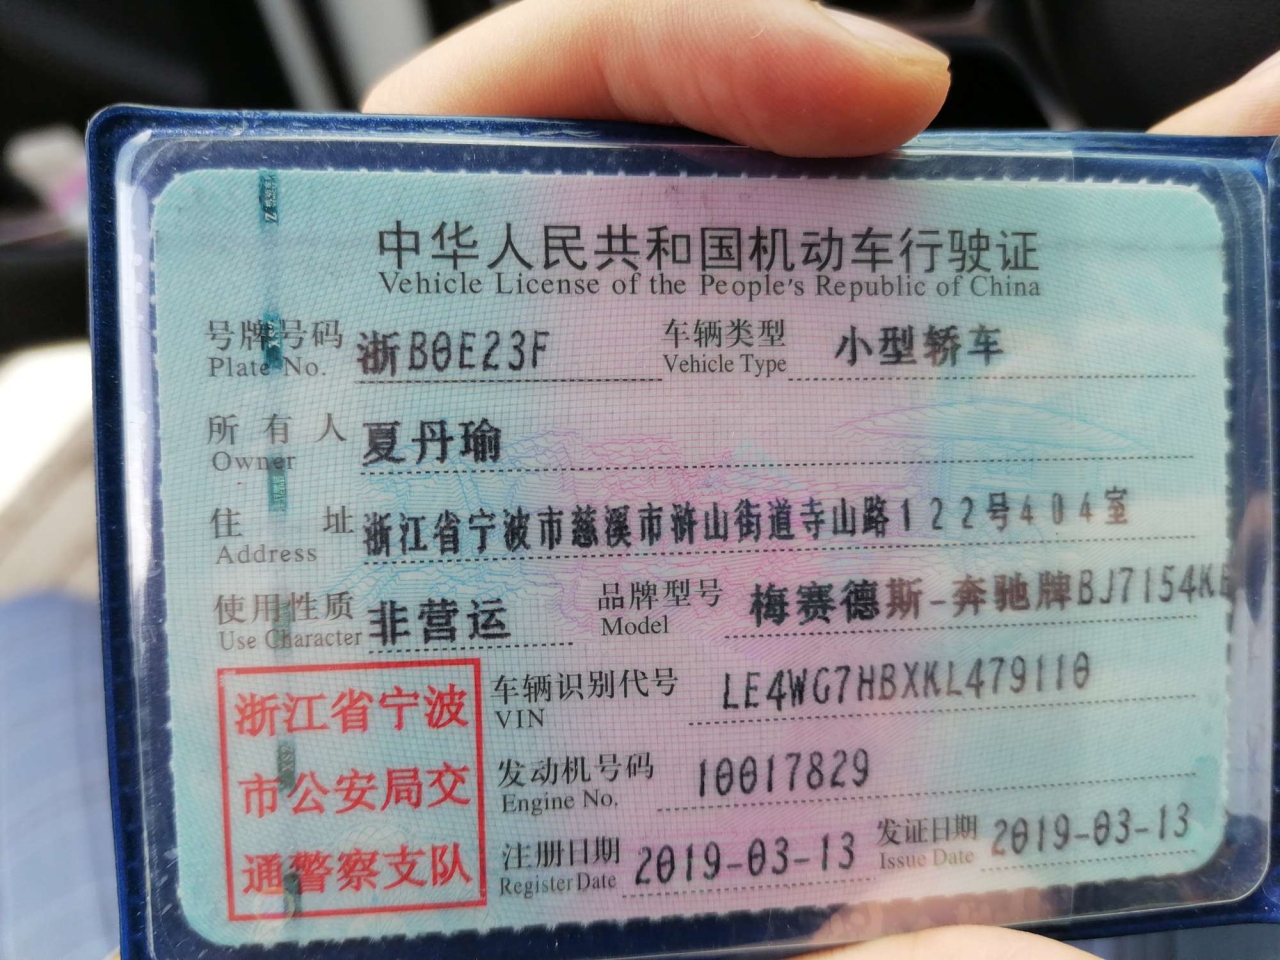 中华人民共和国机动车行驶证
Vehicle License of the People's Republic of China
号牌号码 浙B0E23F 车辆类型 小型轿车
Plate No. Vehicle Type
所有人 夏丹瑜
Owner
住址 浙江省宁波市慈溪市浒山街道寺山路122号404室
Address
使用性质 非营运 品牌型号 梅赛德斯-奔驰牌BJ7154K
Use Character Model
浙江省宁波
市公安局交
通警察支队
车辆识别代号 LE4WG7HBXKL479110
VIN
发动机号码 10017829
Engine No.
注册日期 2019-03-13 发证日期 2019-03-13
Register Date Issue Date